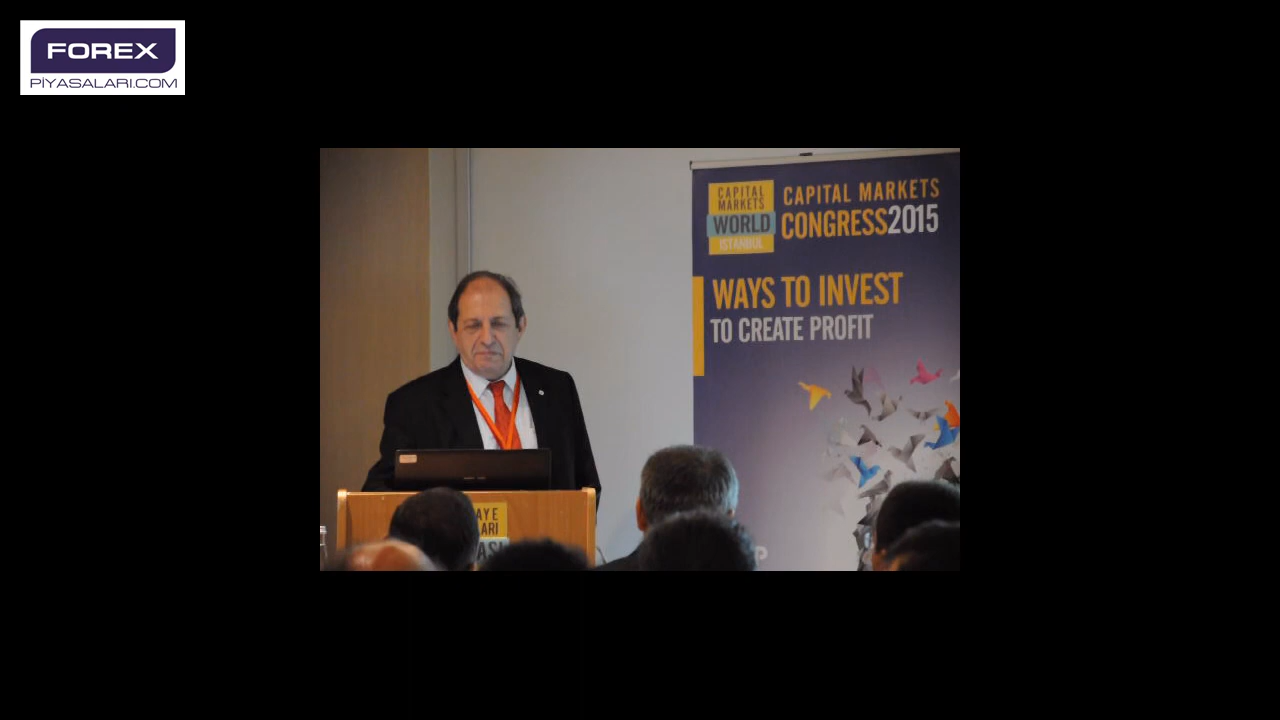 FOREX
PİYASALARI.COM
CAPITAL
MARKETS
WORLD
ISTANBUL
CAPITAL MARKETS
CONGRESS2015
WAYS TO INVEST
TO CREATE PROFIT